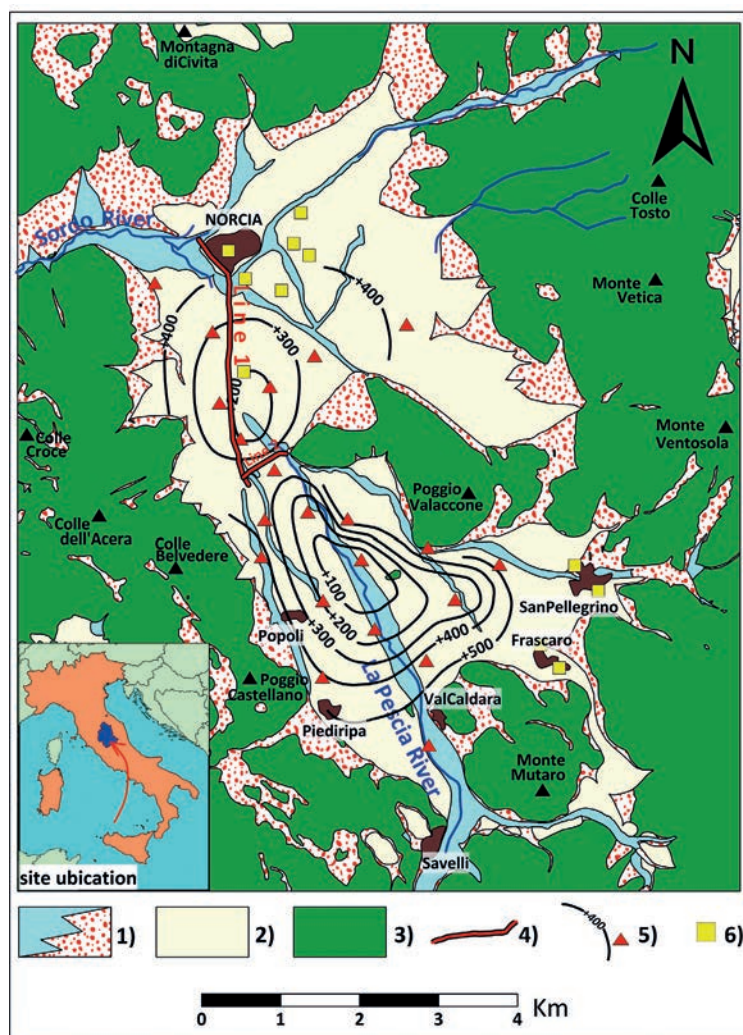 Montagna
diCivita
N
Sordo River
NORCIA
Colle
Tosto
Monte
Vetica
+400
+400
Line 1
+300
200
Monte
Ventosola
Colle
Croce
Poggio
Valaccone
Colle
dell'Acera
Colle
Belvedere
+100
+200
+300
+400
+500
SanPellegrino
Popoli
Frascaro
Poggio
Castellano
La Pescia River
ValCaldara
Piediripa
Monte
Mutaro
Savelli
site ubication
1)
2)
3)
4)
+400
5)
6)
0 1 2 3 4
Km